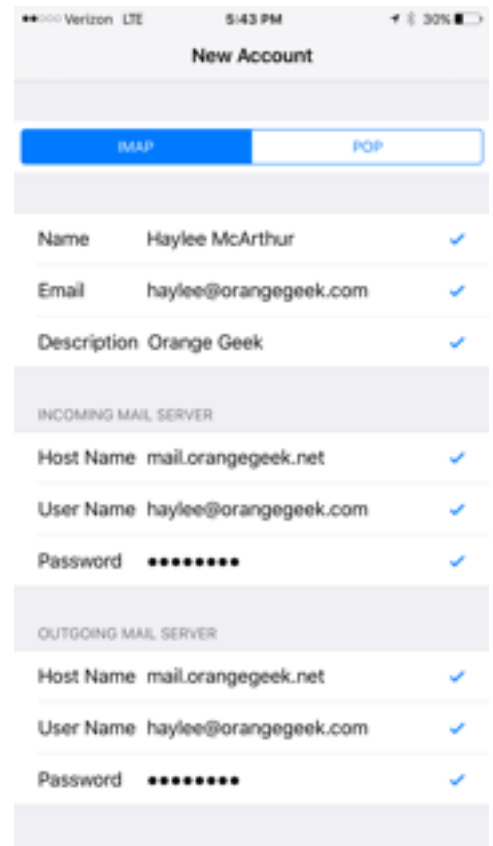 Verizon LTE 5:43 PM 30%
New Account
IMAP POP
Name Haylee McArthur
Email haylee@orangegeek.com
Description Orange Geek
INCOMING MAIL SERVER
Host Name mail.orangegeek.net
User Name haylee@orangegeek.com
Password ••••••••
OUTGOING MAIL SERVER
Host Name mail.orangegeek.net
User Name haylee@orangegeek.com
Password ••••••••